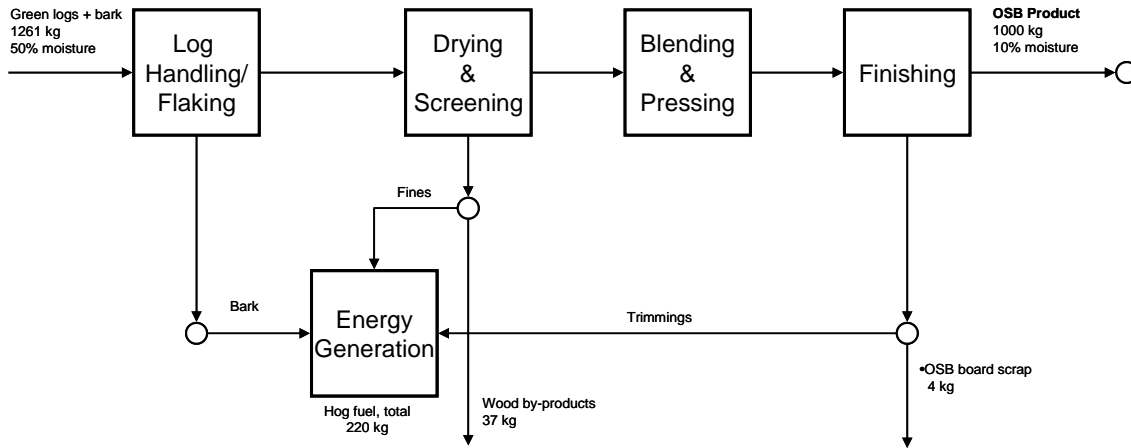 Green logs + bark
1261 kg
50% moisture
Log
Handling/
Flaking
Drying
&
Screening
Blending
&
Pressing
Finishing
OSB Product
1000 kg
10% moisture
Fines
Bark
Energy
Generation
Trimmings
Hog fuel, total
220 kg
Wood by-products
37 kg
•OSB board scrap
4 kg